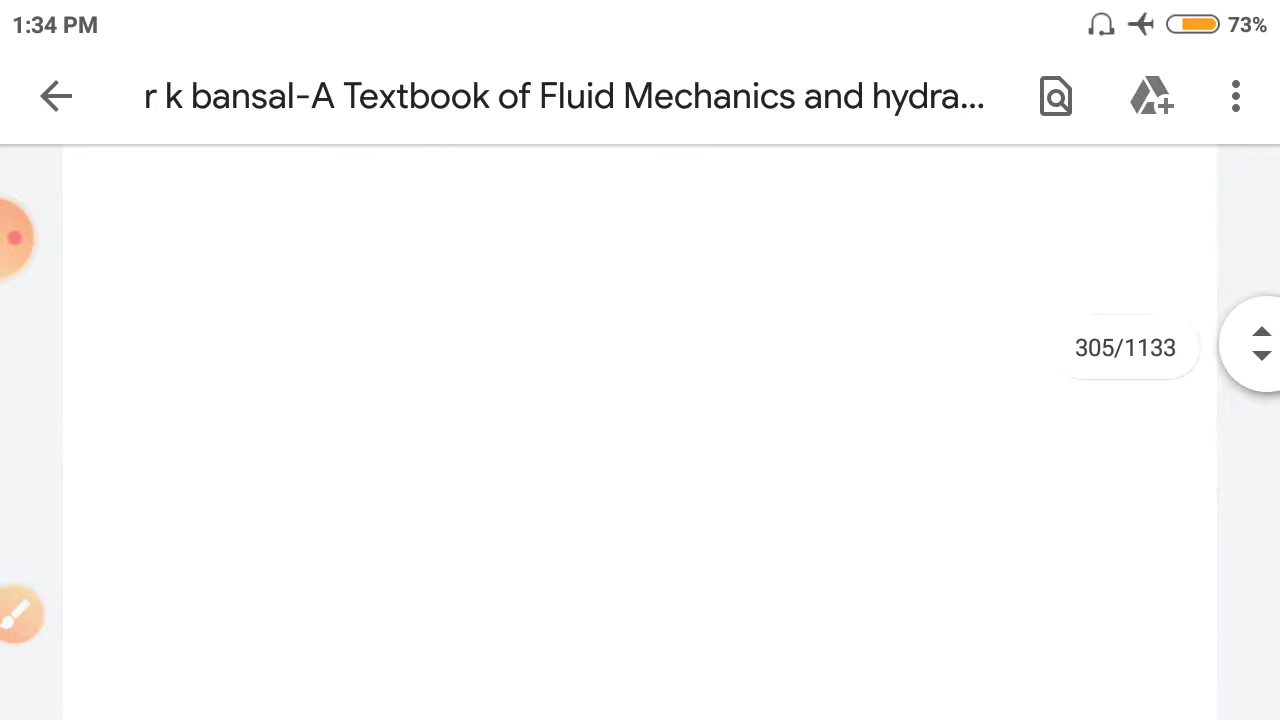 1:34 PM
73%
r k bansal-A Textbook of Fluid Mechanics and hydra...
305/1133